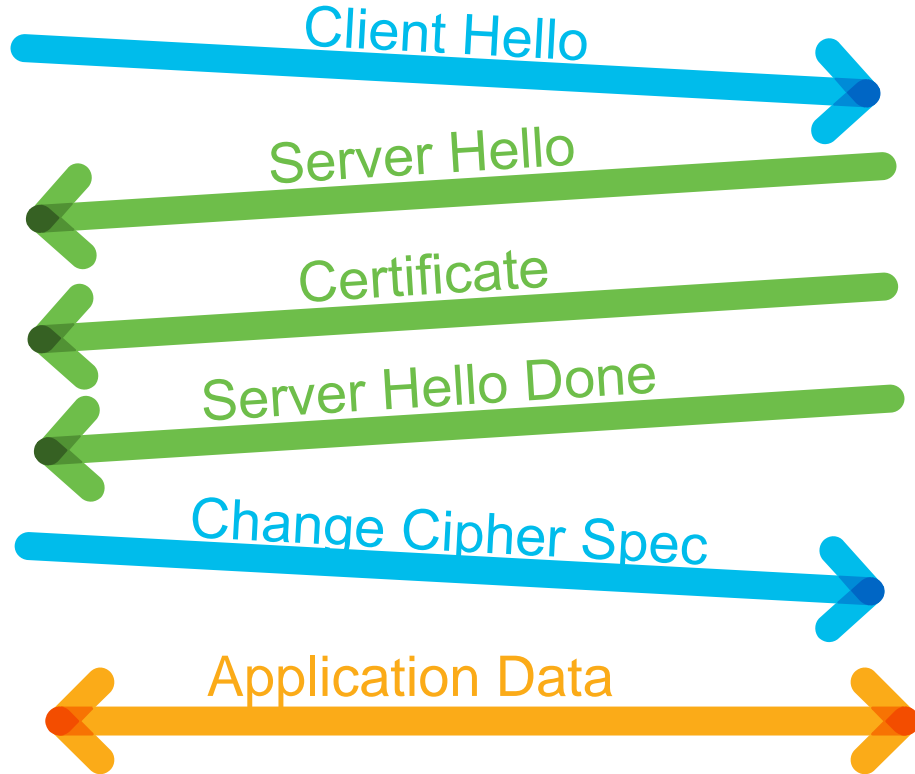 Client Hello
Server Hello
Certificate
Server Hello Done
Change Cipher Spec
Application Data